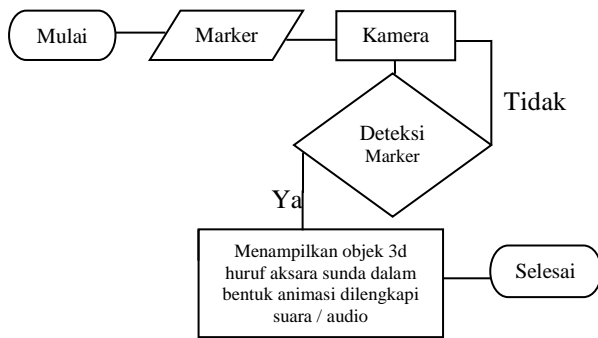 Mulai
Marker
Kamera
Tidak
Deteksi
Marker
Ya
Menampilkan objek 3d
huruf aksara sunda dalam
bentuk animasi dilengkapi
suara / audio
Selesai